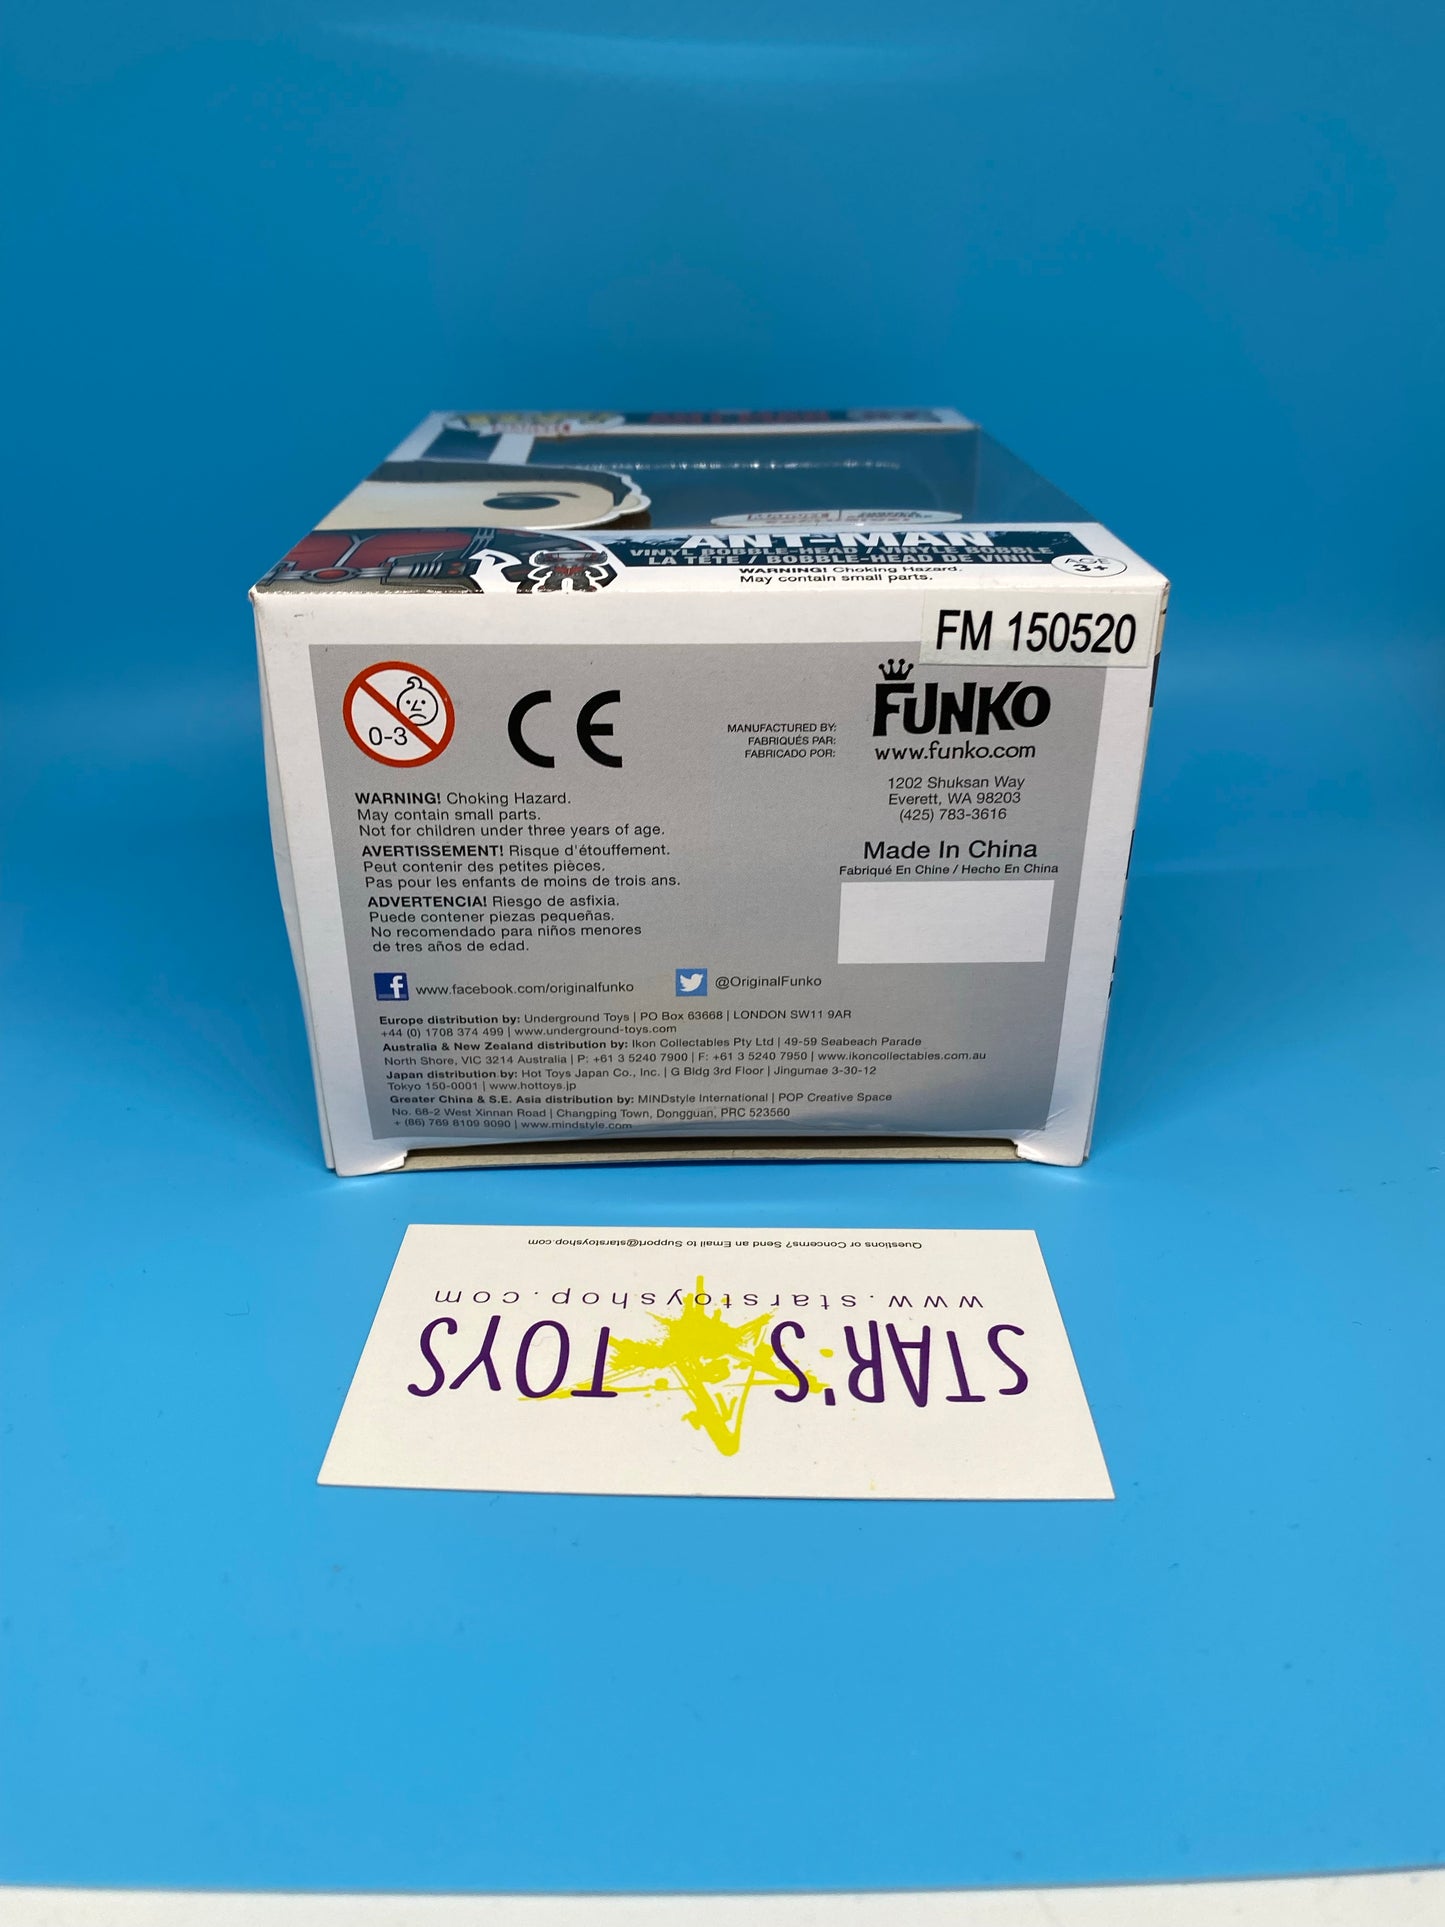 ANT-MAN
VINYL BOBBLE-HEAD / VINYLE BOBBLE
LA TÊTE / BOBBLE-HEAD DE VINIL
WARNING! Choking Hazard.
May contain small parts.
AGE
3+
FM 150520
0-3
CE
MANUFACTURED BY:
FABRIQUÉS PAR:
FABRICADO POR:
FUNKO
www.funko.com
1202 Shuksan Way
Everett, WA 98203
(425) 783-3616
Made In China
Fabriqué En Chine / Hecho En China
WARNING! Choking Hazard.
May contain small parts.
Not for children under three years of age.
AVERTISSEMENT! Risque d'étouffement.
Peut contenir des petites pièces.
Pas pour les enfants de moins de trois ans.
ADVERTENCIA! Riesgo de asfixia.
Puede contener piezas pequeñas.
No recomendado para niños menores
de tres años de edad.
www.facebook.com/originalfunko
@OriginalFunko
Europe distribution by: Underground Toys | PO Box 63668 | LONDON SW11 9AR
+44 (0) 1708 374 499 | www.underground-toys.com
Australia & New Zealand distribution by: Ikon Collectables Pty Ltd | 49-59 Seabeach Parade
North Shore, VIC 3214 Australia | P: +61 3 5240 7900 | F: +61 3 5240 7950 | www.ikoncollectables.com.au
Japan distribution by: Hot Toys Japan Co., Inc. | G Bldg 3rd Floor | Jingumae 3-30-12
Tokyo 150-0001 | www.hottoys.jp
Greater China & S.E. Asia distribution by: MINDstyle International | POP Creative Space
No. 68-2 West Xinnan Road | Changping Town, Dongguan, PRC 523560
+ (86) 769 8109 9090 | www.mindstyle.com
STAR'S TOYS
www.starstoyshop.com
Questions or Concerns? Send an Email to Support@starstoyshop.com